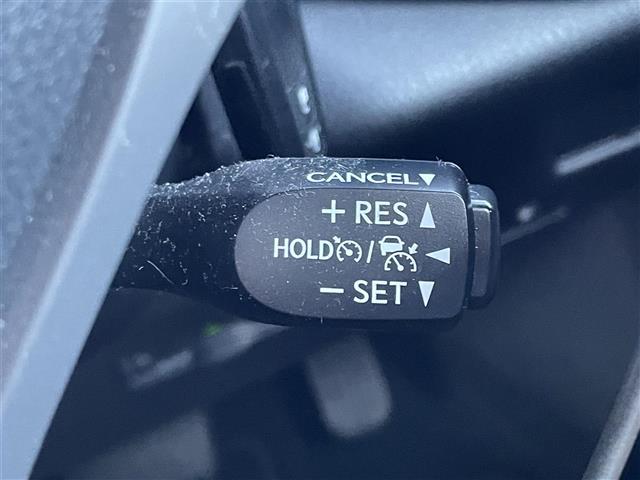 CANCEL▼
+ RES ▲
HOLD / ◀
− SET ▼